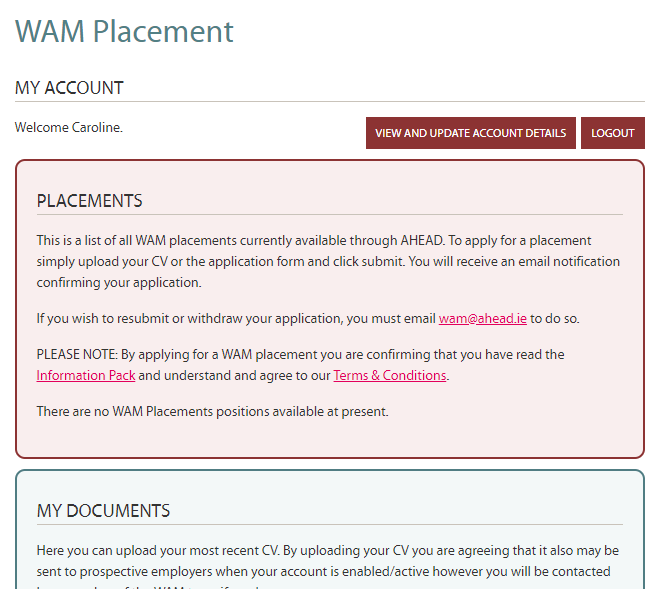 WAM Placement
MY ACCOUNT
Welcome Caroline.
VIEW AND UPDATE ACCOUNT DETAILS
LOGOUT
PLACEMENTS
This is a list of all WAM placements currently available through AHEAD. To apply for a placement
simply upload your CV or the application form and click submit. You will receive an email notification
confirming your application.
If you wish to resubmit or withdraw your application, you must email wam@ahead.ie to do so.
PLEASE NOTE: By applying for a WAM placement you are confirming that you have read the
Information Pack and understand and agree to our Terms & Conditions.
There are no WAM Placements positions available at present.
MY DOCUMENTS
Here you can upload your most recent CV. By uploading your CV you are agreeing that it also may be
sent to prospective employers when your account is enabled/active however you will be contacted